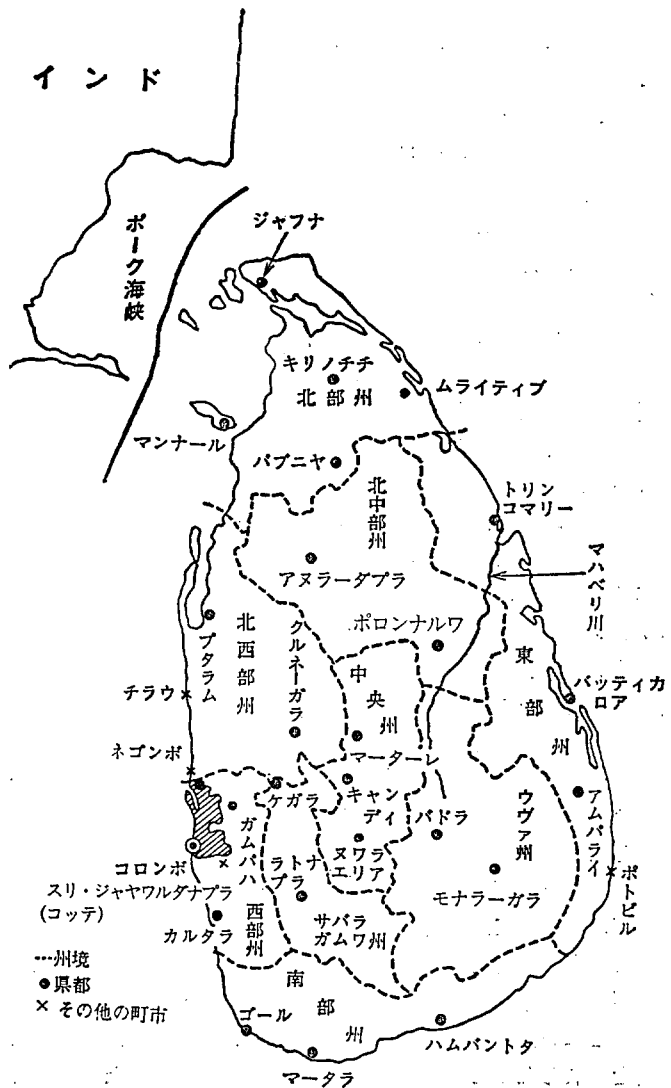 インド
ポーク海峡
ジャフナ
キリノチチ
北部州
ムライティブ
マンナール
バブニヤ
北中部州
トリン
コマリー
マハベリ川
アヌラーダプラ
ポロンナルワ
プタラム
北西部州
クルネーガラ
中央州
東部州
チラウ
バッティカ
ロア
マーターレ
ネゴンボ
ケガラ
キャン
ディ
バドラ
ウヴァ州
アムパライ
ガムパハ
ヌワラ
エリア
コロンボ
ラトナ
プラ
モナラーガラ
ポトビル
スリ・ジャヤワルダナプラ
(コッテ)
カルタラ
西部州
サバラ
ガムワ州
---州境
●県都
× その他の町市
南部州
ゴール
ハムバントタ
マータラ